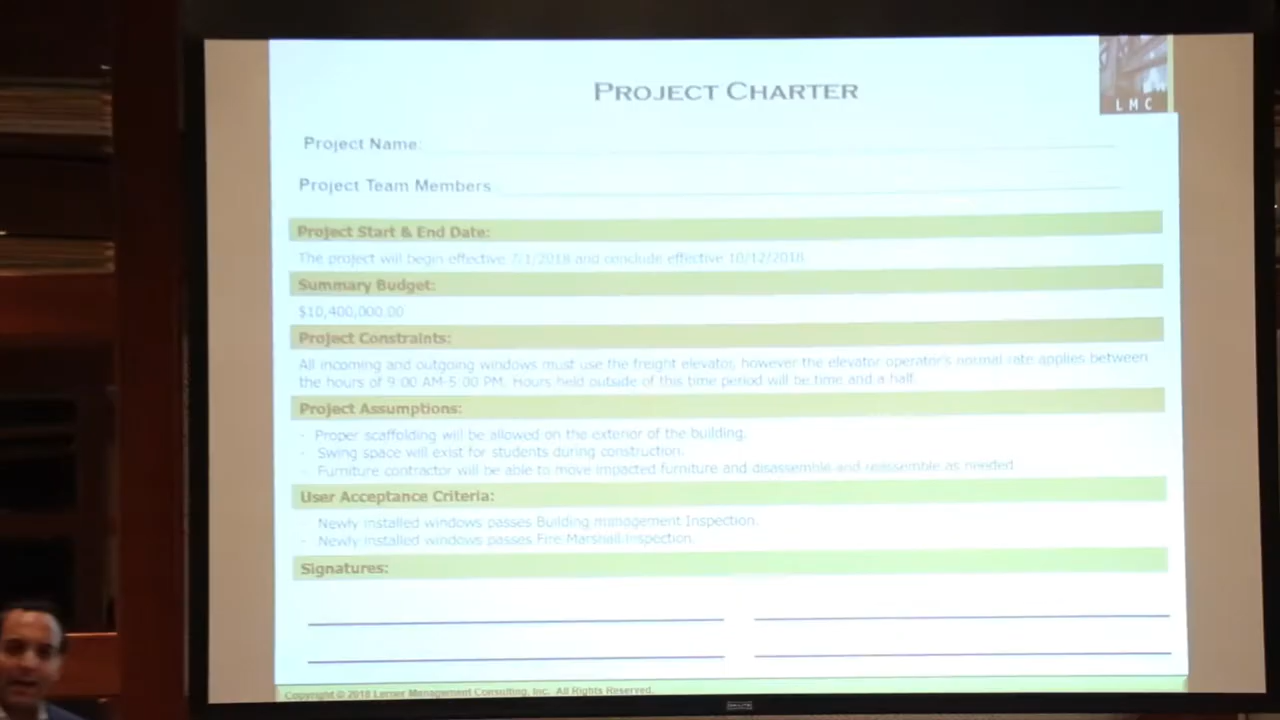 PROJECT CHARTER
LMC
Project Name:
Project Team Members
Project Start & End Date:
The project will begin effective 7/1/2018 and conclude effective 10/12/2018
Summary Budget:
$10,400,000.00
Project Constraints:
All incoming and outgoing windows must use the freight elevator, however the elevator operator's normal rate applies between
the hours of 9:00 AM-5:00 PM. Hours held outside of this time period will be time and a half.
Project Assumptions:
- Proper scaffolding will be allowed on the exterior of the building.
- Swing space will exist for students during construction.
- Furniture contractor will be able to move impacted furniture and disassemble and reassemble as needed
User Acceptance Criteria:
- Newly installed windows passes Building management Inspection.
- Newly installed windows passes Fire Marshall Inspection.
Signatures:
Copyright © 2018 Lerner Management Consulting, Inc. All Rights Reserved.